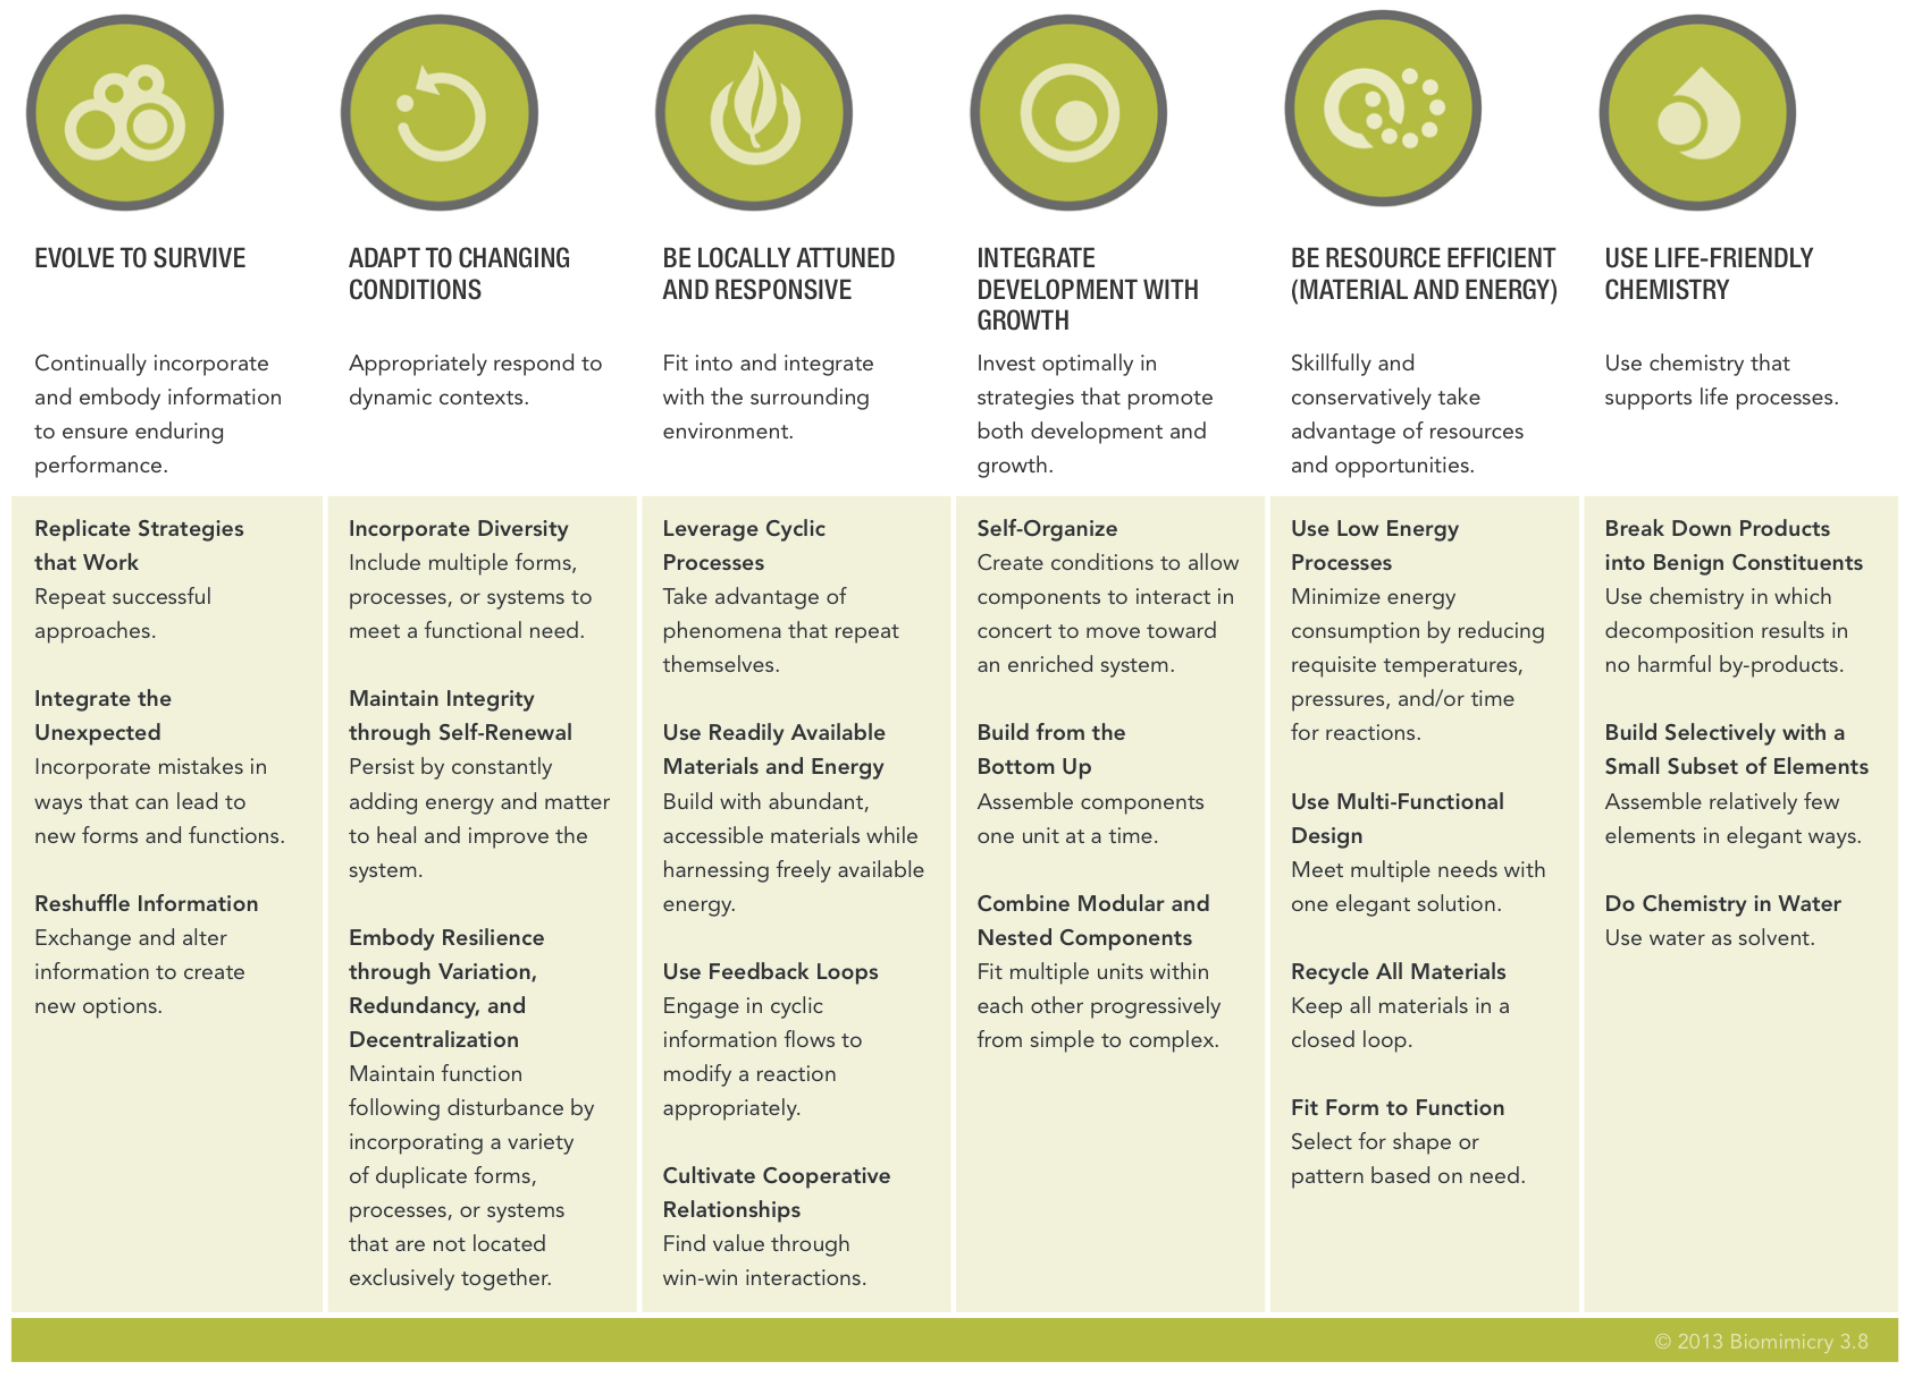 EVOLVE TO SURVIVE
Continually incorporate
and embody information
to ensure enduring
performance.
Replicate Strategies
that Work
Repeat successful
approaches.
Integrate the
Unexpected
Incorporate mistakes in
ways that can lead to
new forms and functions.
Reshuffle Information
Exchange and alter
information to create
new options.
ADAPT TO CHANGING
CONDITIONS
Appropriately respond to
dynamic contexts.
Incorporate Diversity
Include multiple forms,
processes, or systems to
meet a functional need.
Maintain Integrity
through Self-Renewal
Persist by constantly
adding energy and matter
to heal and improve the
system.
Embody Resilience
through Variation,
Redundancy, and
Decentralization
Maintain function
following disturbance by
incorporating a variety
of duplicate forms,
processes, or systems
that are not located
exclusively together.
BE LOCALLY ATTUNED
AND RESPONSIVE
Fit into and integrate
with the surrounding
environment.
Leverage Cyclic
Processes
Take advantage of
phenomena that repeat
themselves.
Use Readily Available
Materials and Energy
Build with abundant,
accessible materials while
harnessing freely available
energy.
Use Feedback Loops
Engage in cyclic
information flows to
modify a reaction
appropriately.
Cultivate Cooperative
Relationships
Find value through
win-win interactions.
INTEGRATE
DEVELOPMENT WITH
GROWTH
Invest optimally in
strategies that promote
both development and
growth.
Self-Organize
Create conditions to allow
components to interact in
concert to move toward
an enriched system.
Build from the
Bottom Up
Assemble components
one unit at a time.
Combine Modular and
Nested Components
Fit multiple units within
each other progressively
from simple to complex.
BE RESOURCE EFFICIENT
(MATERIAL AND ENERGY)
Skillfully and
conservatively take
advantage of resources
and opportunities.
Use Low Energy
Processes
Minimize energy
consumption by reducing
requisite temperatures,
pressures, and/or time
for reactions.
Use Multi-Functional
Design
Meet multiple needs with
one elegant solution.
Recycle All Materials
Keep all materials in a
closed loop.
Fit Form to Function
Select for shape or
pattern based on need.
USE LIFE-FRIENDLY
CHEMISTRY
Use chemistry that
supports life processes.
Break Down Products
into Benign Constituents
Use chemistry in which
decomposition results in
no harmful by-products.
Build Selectively with a
Small Subset of Elements
Assemble relatively few
elements in elegant ways.
Do Chemistry in Water
Use water as solvent.
© 2013 Biomimicry 3.8